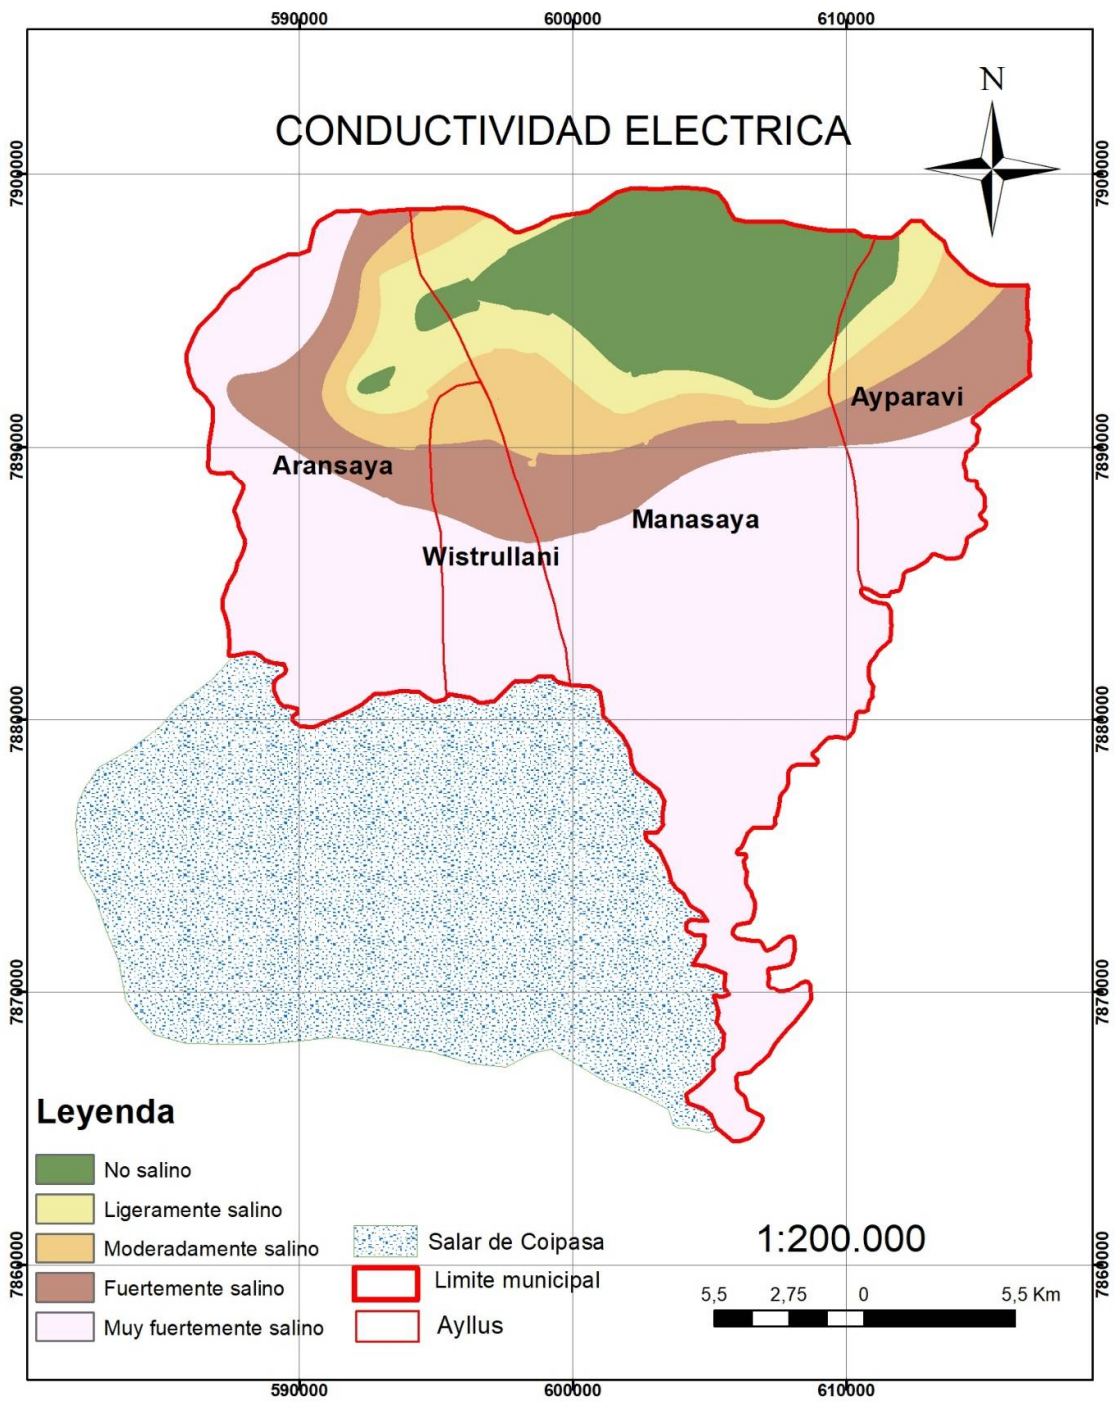 590000 600000 610000
N
CONDUCTIVIDAD ELECTRICA
7900000 7900000
Ayparavi
7890000 7890000
Aransaya
Manasaya
Wistrullani
7880000 7880000
7870000 7870000
Leyenda
No salino
Ligeramente salino
Moderadamente salino
Fuertemente salino
Muy fuertemente salino
Salar de Coipasa
Limite municipal
Ayllus
1:200.000
7860000 7860000
5,5 2,75 0 5,5 Km
590000 600000 610000